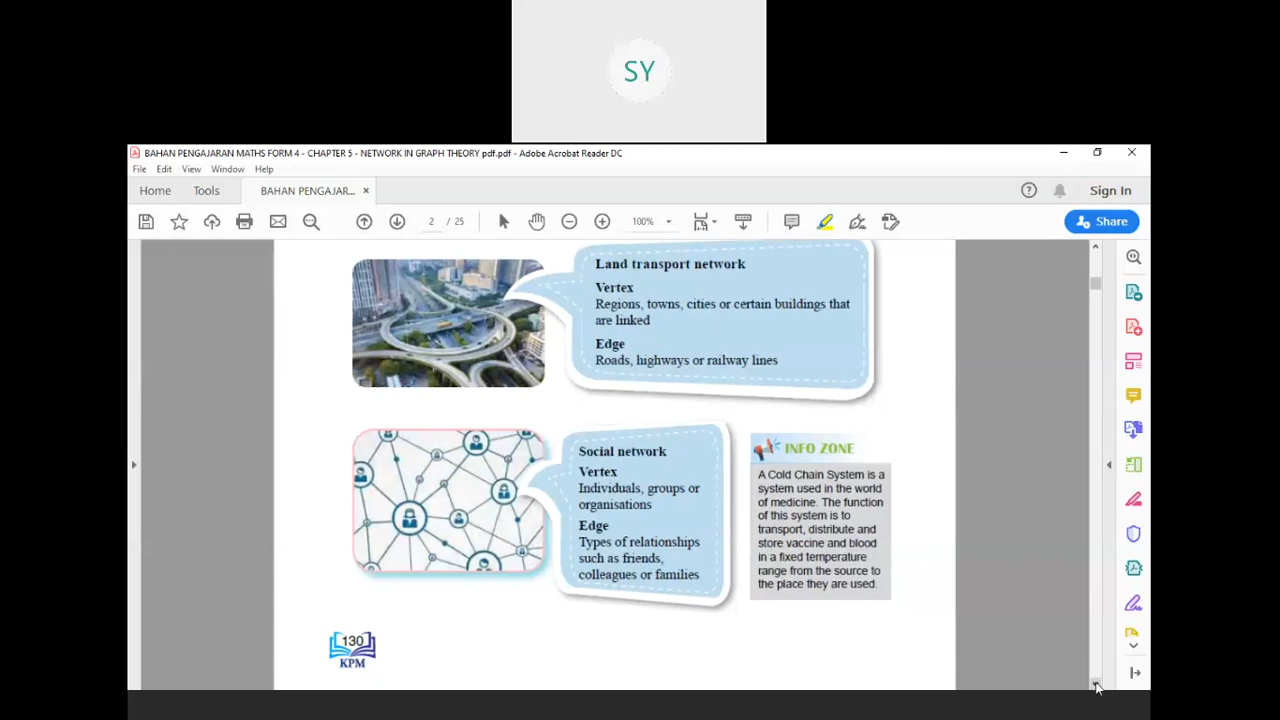 SY
BAHAN PENGAJARAN MATHS FORM 4 - CHAPTER 5 - NETWORK IN GRAPH THEORY pdf.pdf - Adobe Acrobat Reader DC
File Edit View Window Help
Home Tools BAHAN PENGAJAR... × Sign In
2 / 25 100% Share
Land transport network
Vertex
Regions, towns, cities or certain buildings that
are linked
Edge
Roads, highways or railway lines
Social network
Vertex
Individuals, groups or
organisations
Edge
Types of relationships
such as friends,
colleagues or families
INFO ZONE
A Cold Chain System is a
system used in the world
of medicine. The function
of this system is to
transport, distribute and
store vaccine and blood
in a fixed temperature
range from the source to
the place they are used.
130
KPM